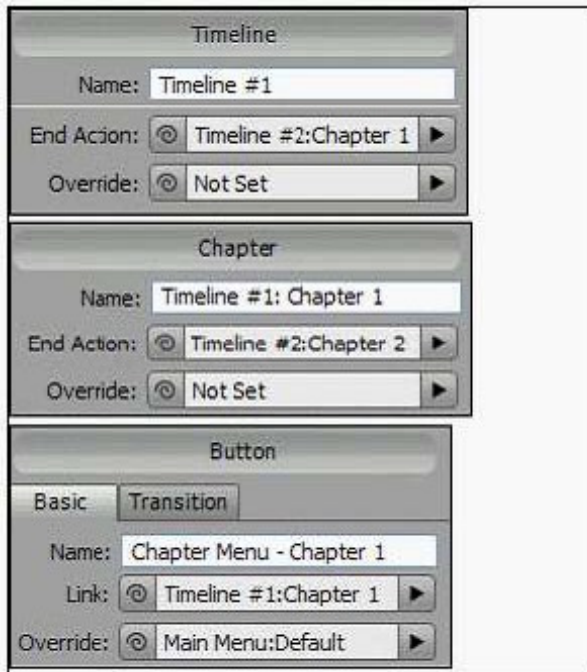 Timeline
Name: Timeline #1
End Action: Timeline #2:Chapter 1
Override: Not Set
Chapter
Name: Timeline #1: Chapter 1
End Action: Timeline #2:Chapter 2
Override: Not Set
Button
Basic Transition
Name: Chapter Menu - Chapter 1
Link: Timeline #1:Chapter 1
Override: Main Menu:Default